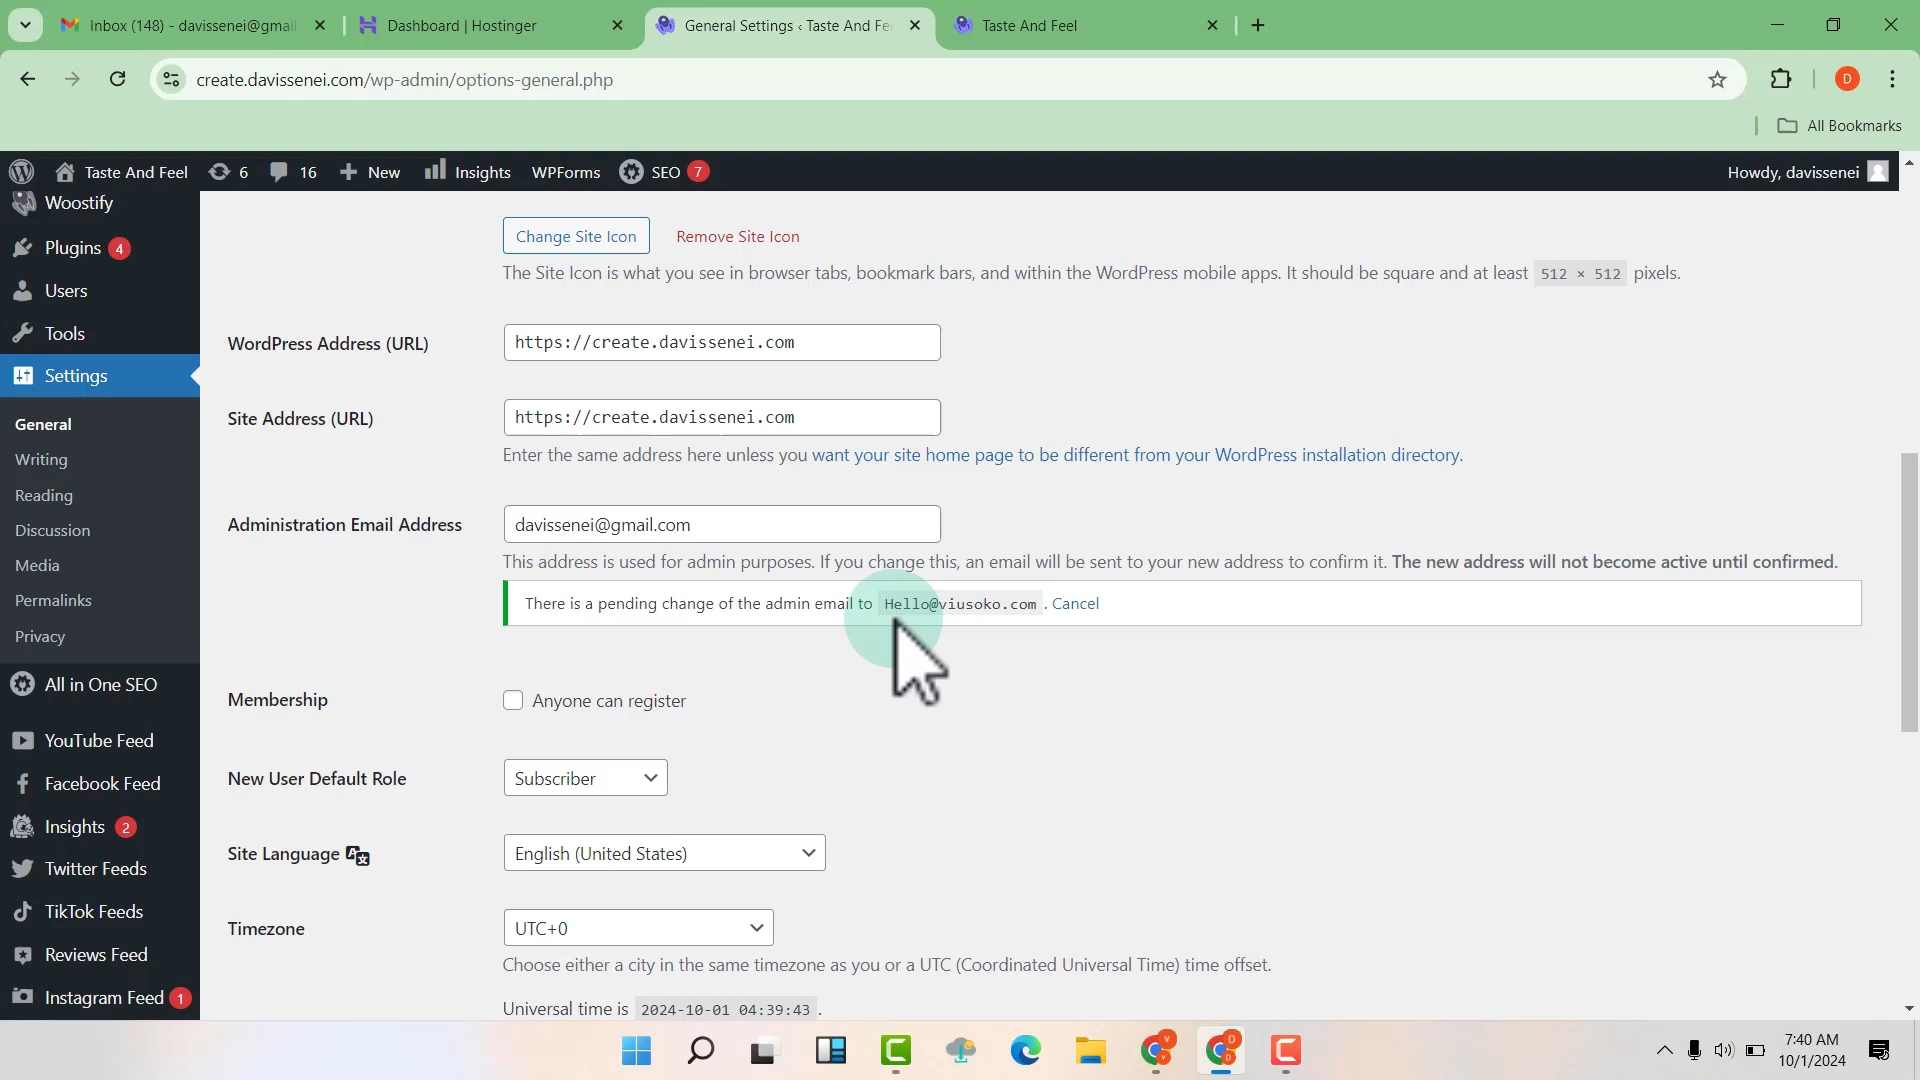 Inbox (148) - davissenei@gmai
Dashboard | Hostinger
General Settings ‹ Taste And Fe
Taste And Feel
create.davissenei.com/wp-admin/options-general.php
D
All Bookmarks
Taste And Feel
6
16
New
Insights
WPForms
SEO
7
Howdy, davissenei
Woostify
Plugins 4
Users
Tools
Settings
General
Writing
Reading
Discussion
Media
Permalinks
Privacy
All in One SEO
YouTube Feed
Facebook Feed
Insights 2
Twitter Feeds
TikTok Feeds
Reviews Feed
Instagram Feed 1
Change Site Icon
Remove Site Icon
The Site Icon is what you see in browser tabs, bookmark bars, and within the WordPress mobile apps. It should be square and at least 512 × 512 pixels.
WordPress Address (URL)
https://create.davissenei.com
Site Address (URL)
https://create.davissenei.com
Enter the same address here unless you want your site home page to be different from your WordPress installation directory.
Administration Email Address
davissenei@gmail.com
This address is used for admin purposes. If you change this, an email will be sent to your new address to confirm it. The new address will not become active until confirmed.
There is a pending change of the admin email to Hello@viusoko.com . Cancel
Membership
Anyone can register
New User Default Role
Subscriber
Site Language
English (United States)
Timezone
UTC+0
Choose either a city in the same timezone as you or a UTC (Coordinated Universal Time) time offset.
Universal time is 2024-10-01 04:39:43 .
7:40 AM
10/1/2024